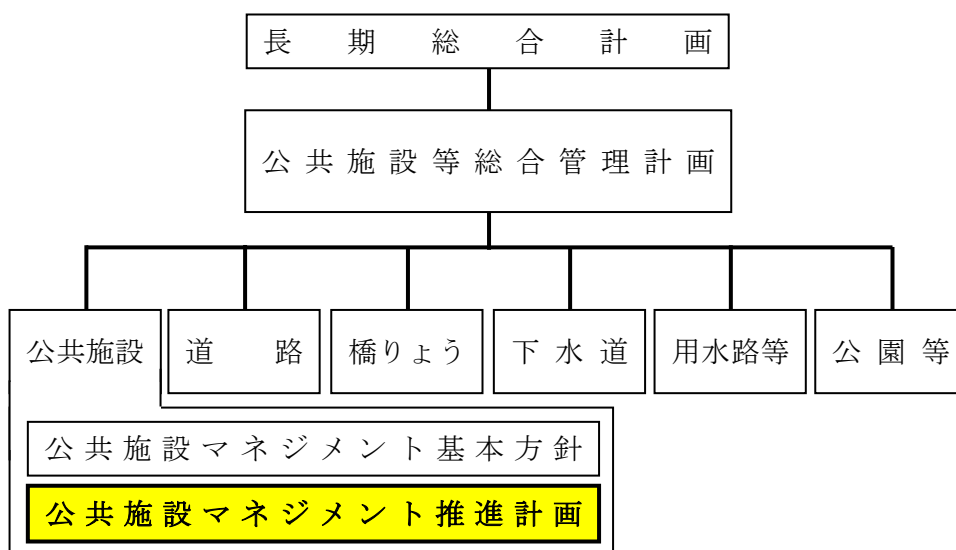 長期総合計画
公共施設等総合管理計画
公共施設
道路
橋りょう
下水道
用水路等
公園等
公共施設マネジメント基本方針
公共施設マネジメント推進計画